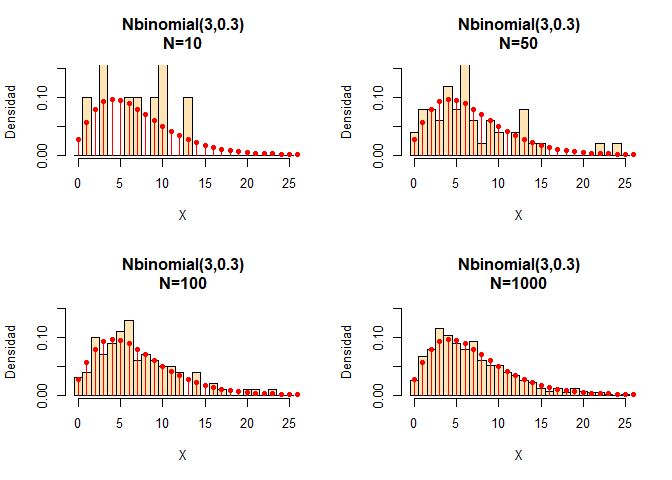 Nbinomial(3,0.3)
N=10
Densidad
0.00 0.10
0 5 10 15 20 25
X
Nbinomial(3,0.3)
N=50
Densidad
0.00 0.10
0 5 10 15 20 25
X
Nbinomial(3,0.3)
N=100
Densidad
0.00 0.10
0 5 10 15 20 25
X
Nbinomial(3,0.3)
N=1000
Densidad
0.00 0.10
0 5 10 15 20 25
X